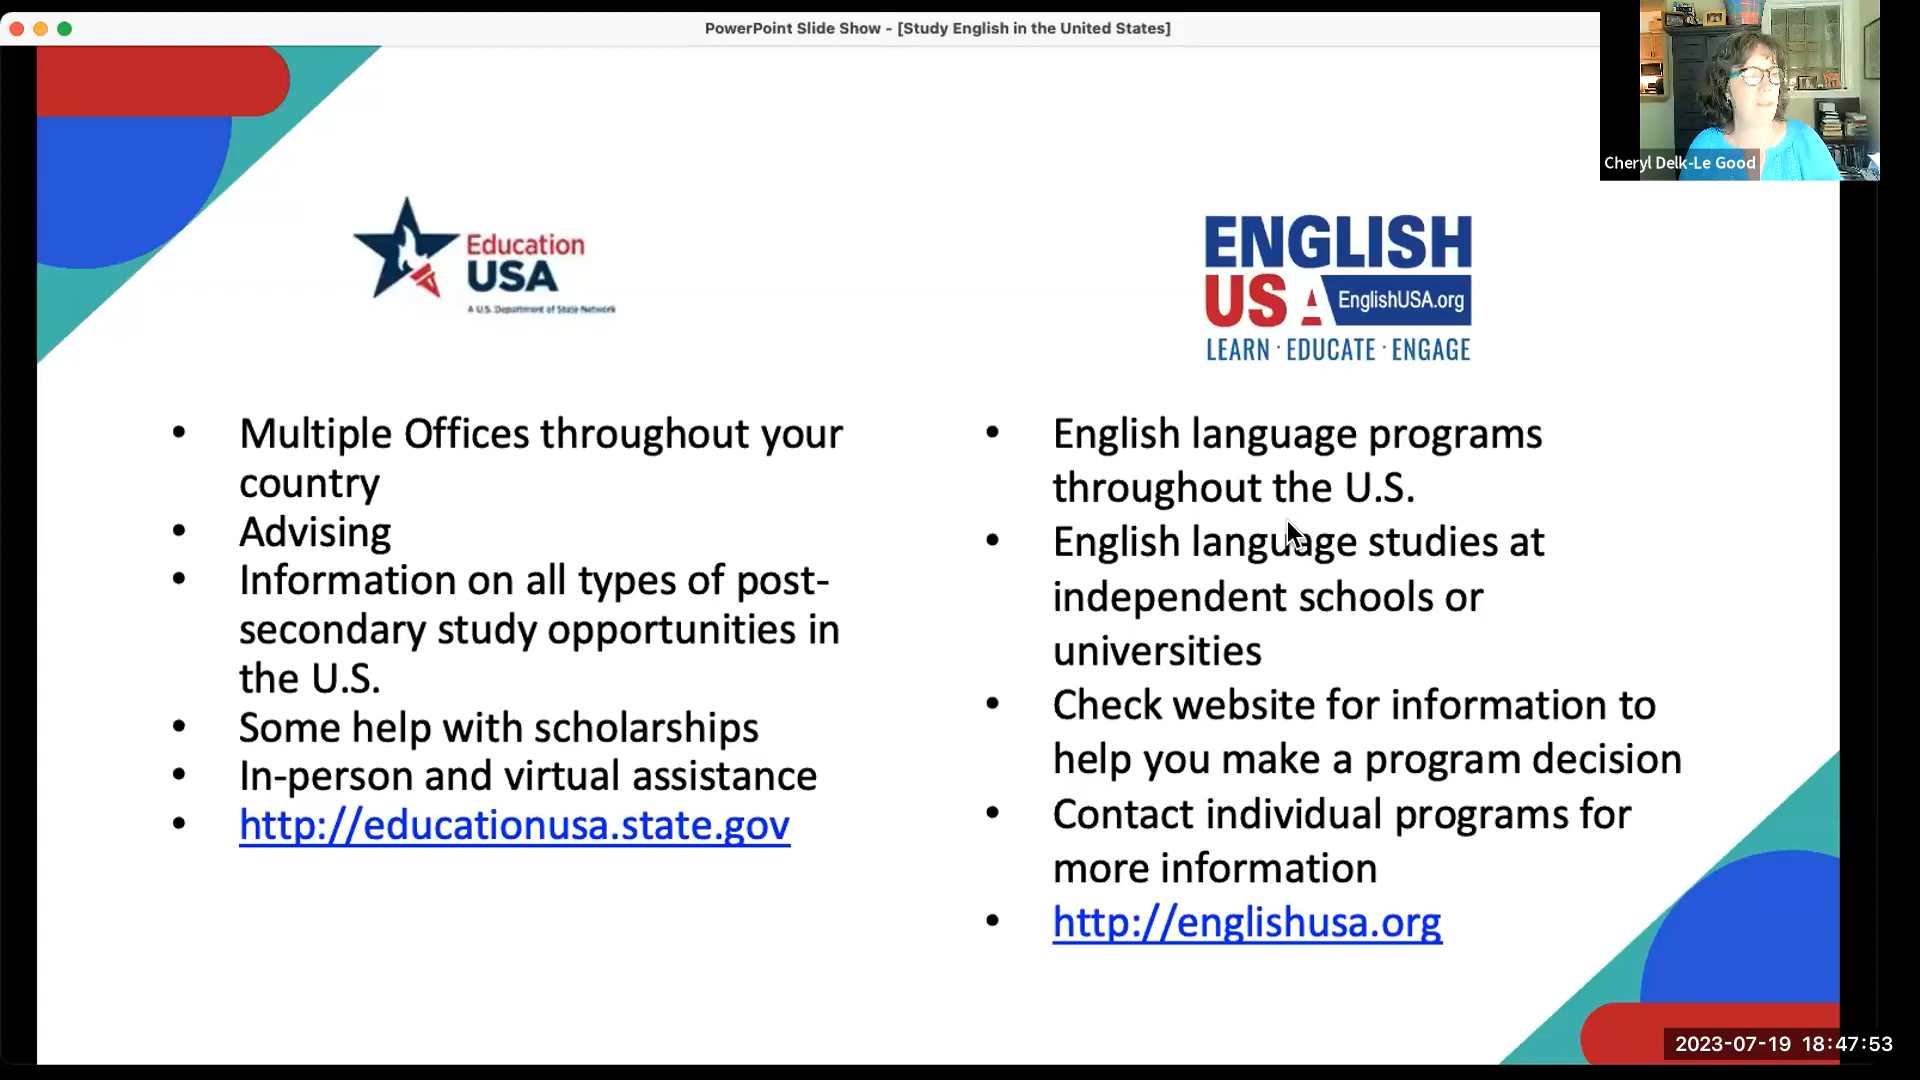 PowerPoint Slide Show - [Study English in the United States]
Cheryl Delk-Le Good
Education
USA
A U.S. Department of State Network
• Multiple Offices throughout your
country
• Advising
• Information on all types of post-
secondary study opportunities in
the U.S.
• Some help with scholarships
• In-person and virtual assistance
• http://educationusa.state.gov
ENGLISH
USA EnglishUSA.org
LEARN · EDUCATE · ENGAGE
• English language programs
throughout the U.S.
• English language studies at
independent schools or
universities
• Check website for information to
help you make a program decision
• Contact individual programs for
more information
• http://englishusa.org
2023-07-19 18:47:53